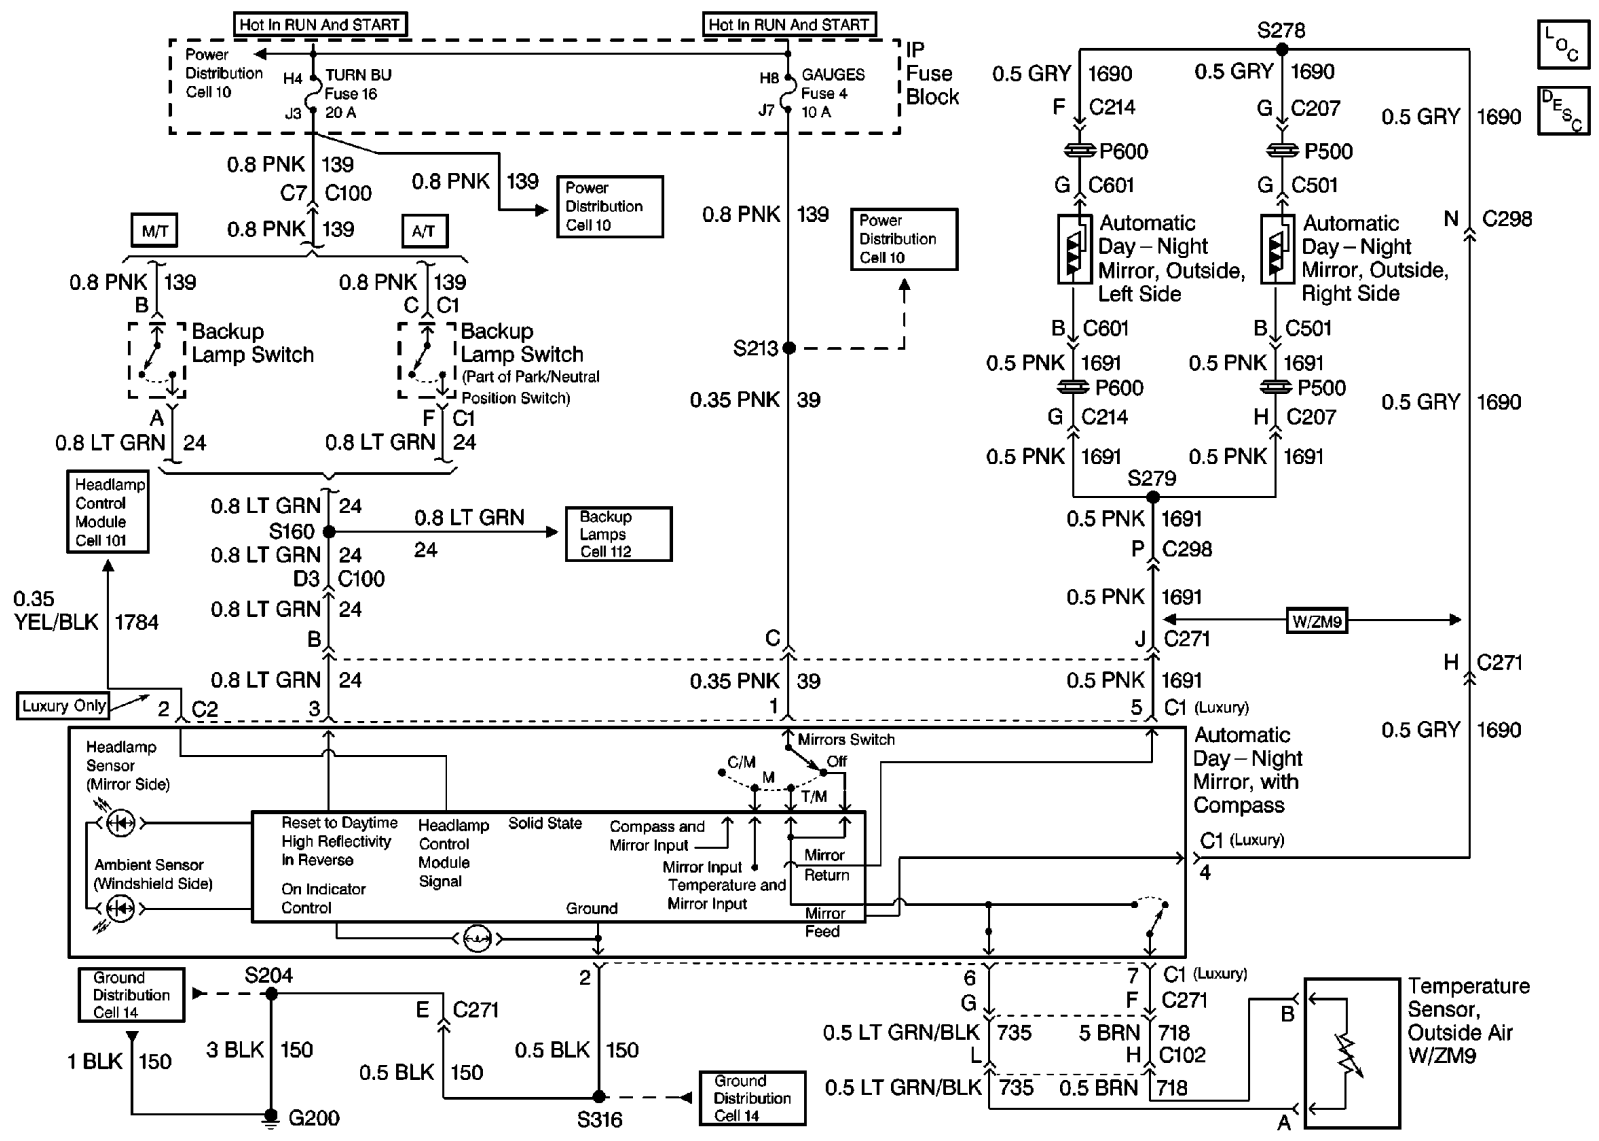 Hot In RUN And START
Hot In RUN And START
Power
Distribution
Cell 10
H4
TURN BU
Fuse 16
20 A
J3
H8
GAUGES
Fuse 4
10 A
J7
IP
Fuse
Block
S278
L
O
C
D
E
S
C
0.5 GRY 1690
0.5 GRY 1690
F C214
G C207
0.5 GRY 1690
P600
P500
G C601
G C501
0.8 PNK 139
0.8 PNK 139
C7 C100
Power
Distribution
Cell 10
M/T
0.8 PNK 139
A/T
0.8 PNK 139
Power
Distribution
Cell 10
Automatic
Day – Night
Mirror, Outside,
Left Side
Automatic
Day – Night
Mirror, Outside,
Right Side
N C298
0.8 PNK 139
0.8 PNK 139
B
C C1
Backup
Lamp Switch
Backup
Lamp Switch
(Part of Park/Neutral
Position Switch)
S213
B C601
B C501
0.5 PNK 1691
0.5 PNK 1691
P600
P500
0.35 PNK 39
0.5 GRY 1690
A
F C1
G C214
H C207
0.8 LT GRN 24
0.8 LT GRN 24
0.5 PNK 1691
0.5 PNK 1691
S279
Headlamp
Control
Module
Cell 101
0.8 LT GRN 24
S160
0.8 LT GRN
24
Backup
Lamps
Cell 112
0.5 PNK 1691
P C298
0.8 LT GRN 24
D3 C100
0.35
YEL/BLK 1784
0.8 LT GRN 24
0.5 PNK 1691
W/ZM9
B
C
J C271
H C271
0.8 LT GRN 24
0.35 PNK 39
0.5 PNK 1691
Luxury Only
2 C2
3
1
5 C1 (Luxury)
0.5 GRY 1690
Headlamp
Sensor
(Mirror Side)
Mirrors Switch
C/M
M
Off
T/M
Automatic
Day – Night
Mirror, with
Compass
Reset to Daytime
High Reflectivity
In Reverse
Headlamp
Control
Module
Signal
Solid State
Compass and
Mirror Input
Mirror Input
Temperature and
Mirror Input
Mirror
Return
Mirror
Feed
Ambient Sensor
(Windshield Side)
On Indicator
Control
Ground
C1 (Luxury)
4
Ground
Distribution
Cell 14
S204
2
6
7 C1 (Luxury)
E C271
G
F C271
0.5 LT GRN/BLK 735
5 BRN 718
B
Temperature
Sensor,
Outside Air
W/ZM9
1 BLK 150
3 BLK 150
0.5 BLK 150
0.5 BLK 150
L
H C102
0.5 LT GRN/BLK 735
0.5 BRN 718
Ground
Distribution
Cell 14
G200
S316
A